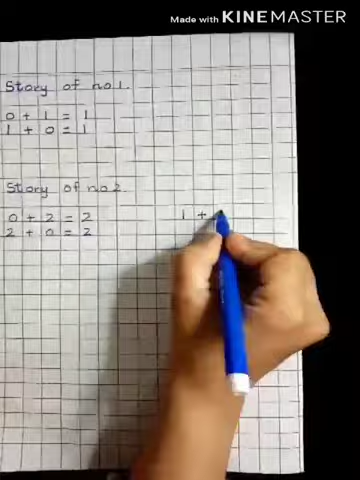 Made with KINEMASTER
Story of no 1.
0 + 1 = 1
1 + 0 = 1
Story of no. 2
0 + 2 = 2
1 +
2 + 0 = 2